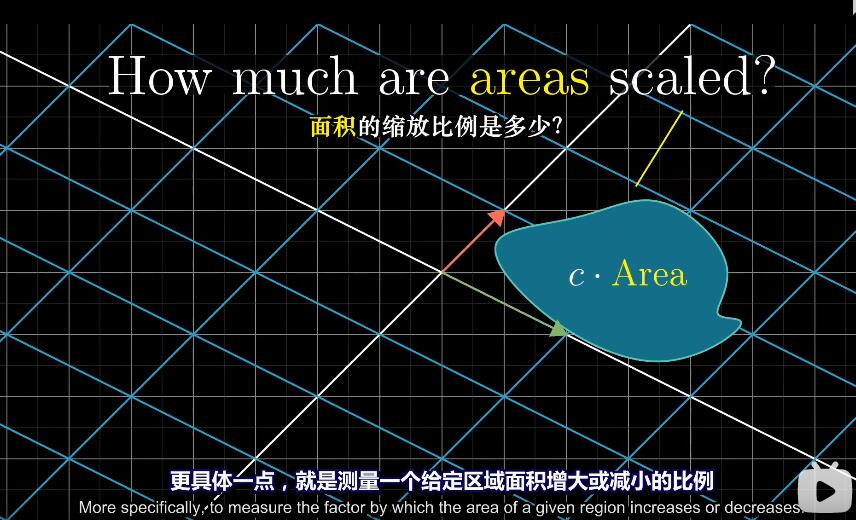 How much are areas scaled?
面积的缩放比例是多少?
c · Area
更具体一点，就是测量一个给定区域面积增大或减小的比例
More specifically, to measure the factor by which the area of a given region increases or decreases.